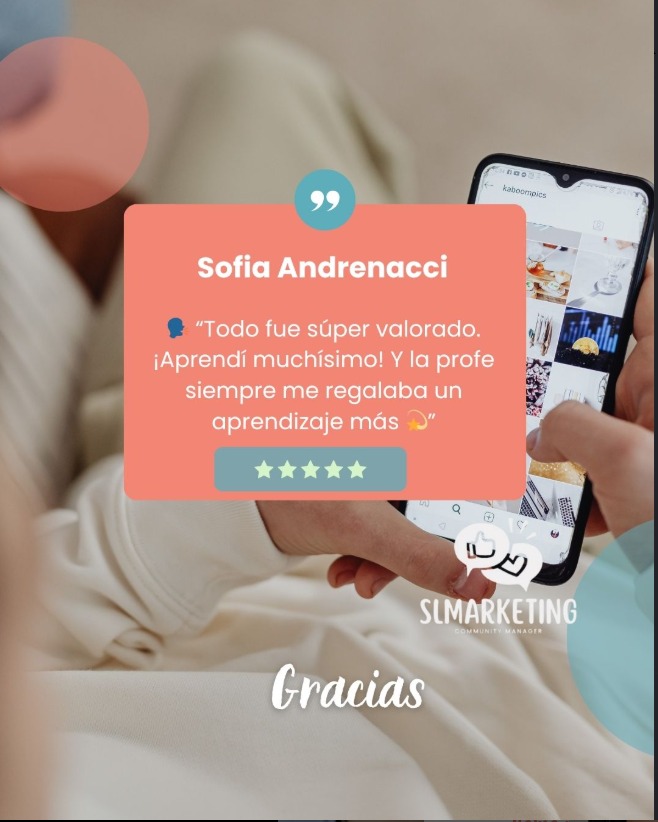 kaboompics
”
Sofia Andrenacci
🗣 “Todo fue súper valorado.
¡Aprendí muchísimo! Y la profe
siempre me regalaba un
aprendizaje más 💫”
★★★★★
SLMARKETING
COMMUNITY MANAGER
Gracias